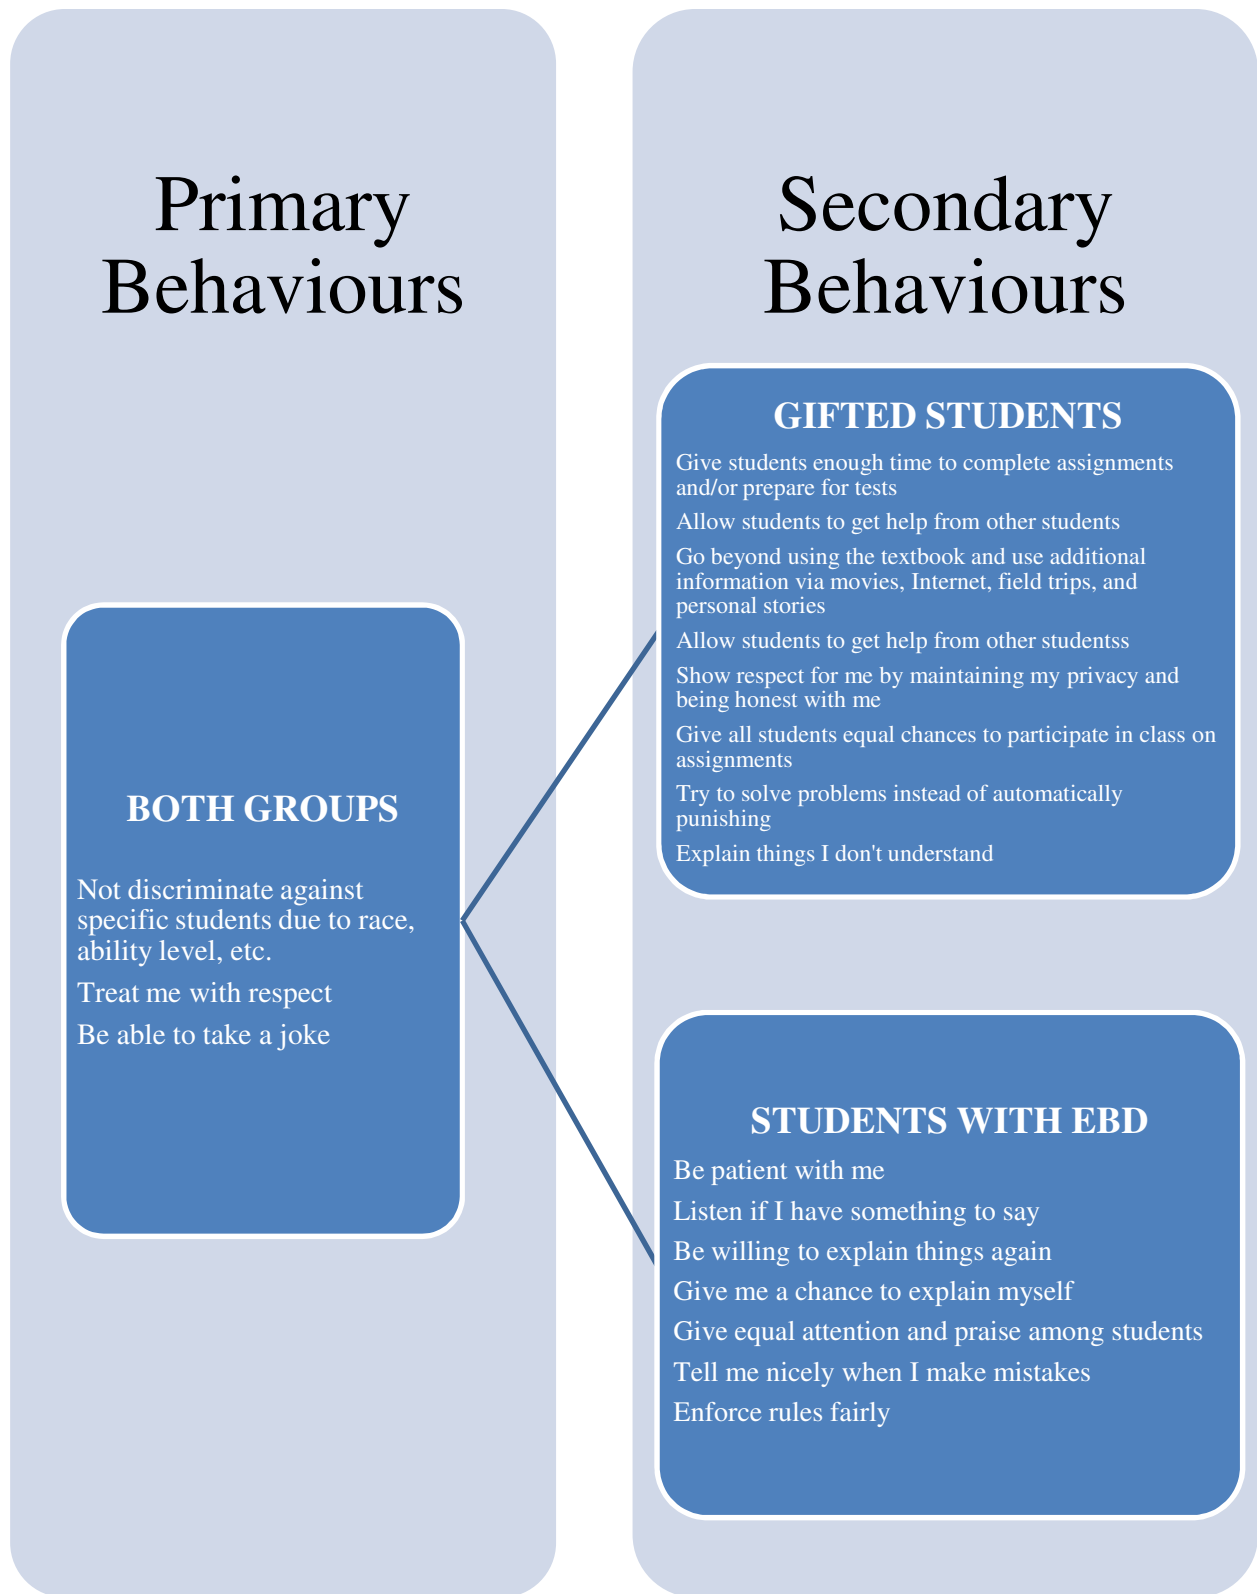 Primary
Behaviours
BOTH GROUPS
Not discriminate against
specific students due to race,
ability level, etc.
Treat me with respect
Be able to take a joke
Secondary
Behaviours
GIFTED STUDENTS
Give students enough time to complete assignments
and/or prepare for tests
Allow students to get help from other students
Go beyond using the textbook and use additional
information via movies, Internet, field trips, and
personal stories
Allow students to get help from other studentss
Show respect for me by maintaining my privacy and
being honest with me
Give all students equal chances to participate in class on
assignments
Try to solve problems instead of automatically
punishing
Explain things I don't understand
STUDENTS WITH EBD
Be patient with me
Listen if I have something to say
Be willing to explain things again
Give me a chance to explain myself
Give equal attention and praise among students
Tell me nicely when I make mistakes
Enforce rules fairly